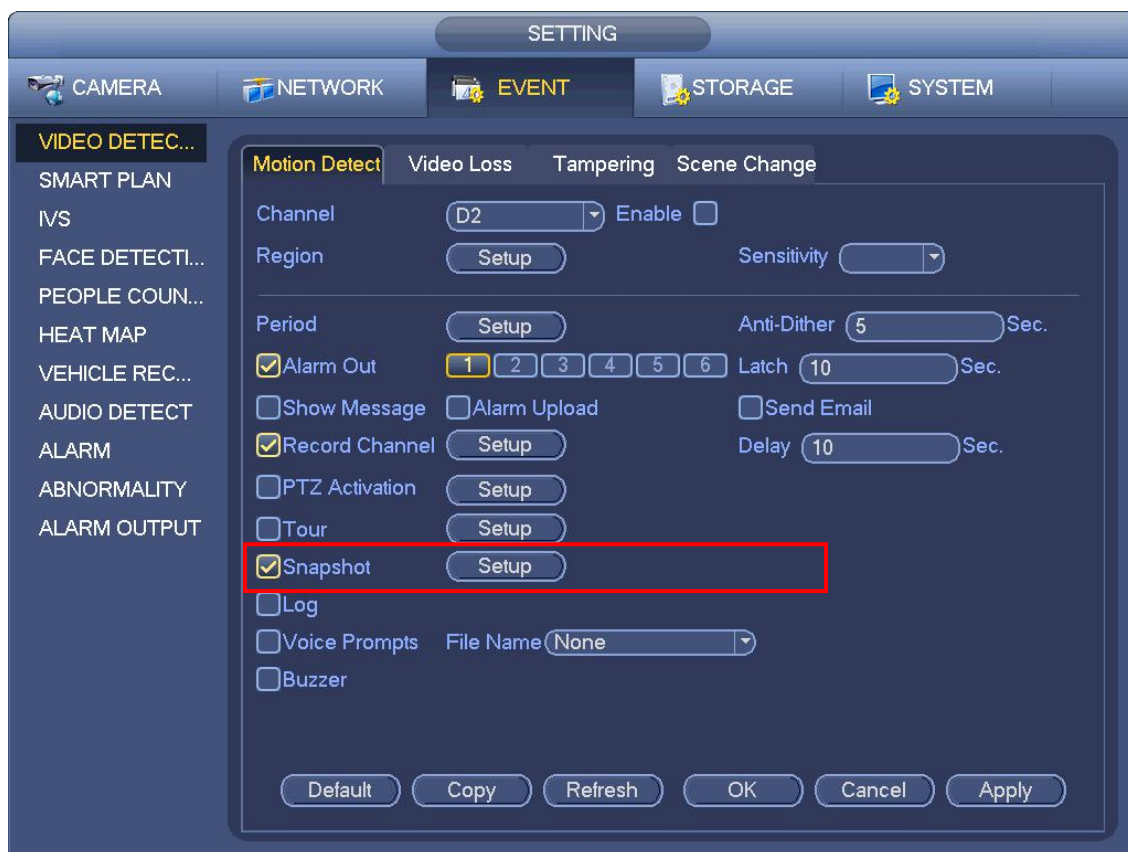 SETTING
CAMERA NETWORK EVENT STORAGE SYSTEM
VIDEO DETEC...
SMART PLAN
IVS
FACE DETECTI...
PEOPLE COUN...
HEAT MAP
VEHICLE REC...
AUDIO DETECT
ALARM
ABNORMALITY
ALARM OUTPUT
Motion Detect Video Loss Tampering Scene Change
Channel D2 Enable
Region Setup Sensitivity
Period Setup Anti-Dither 5 Sec.
Alarm Out 1 2 3 4 5 6 Latch 10 Sec.
Show Message Alarm Upload Send Email
Record Channel Setup Delay 10 Sec.
PTZ Activation Setup
Tour Setup
Snapshot Setup
Log
Voice Prompts File Name None
Buzzer
Default Copy Refresh OK Cancel Apply